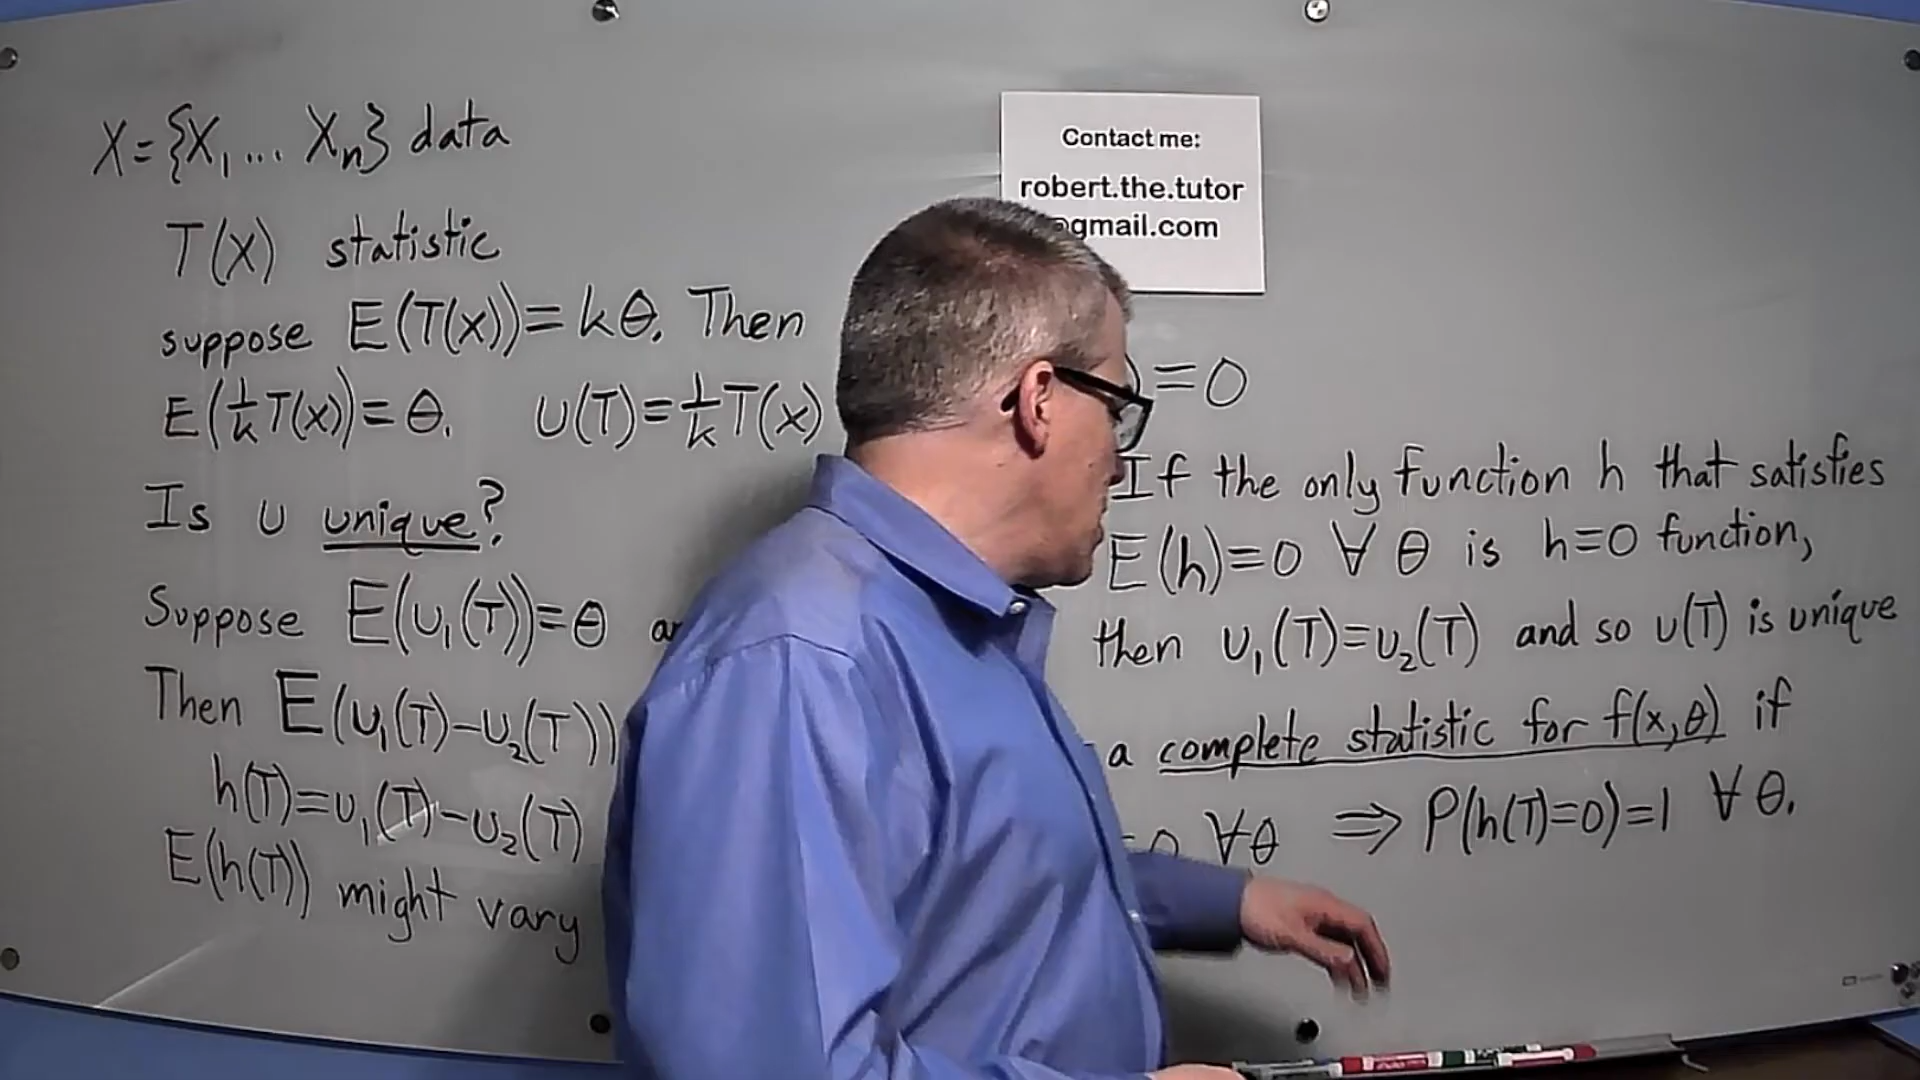 X={X₁... Xₙ} data
T(X) statistic
suppose E(T(x))=kθ. Then
E(1/k T(x))=θ. U(T)=1/k T(x)
Is U unique?
Suppose E(U₁(T))=θ
Then E(U₁(T)-U₂(T))
h(T)=U₁(T)-U₂(T)
E(h(T)) might vary
Contact me:
robert.the.tutor
gmail.com
)=0
If the only function h that satisfies
E(h)=0 ∀ θ is h=0 function,
then U₁(T)=U₂(T) and so U(T) is unique
a complete statistic for f(x,θ) if
=0 ∀θ ⇒ P(h(T)=0)=1 ∀ θ.